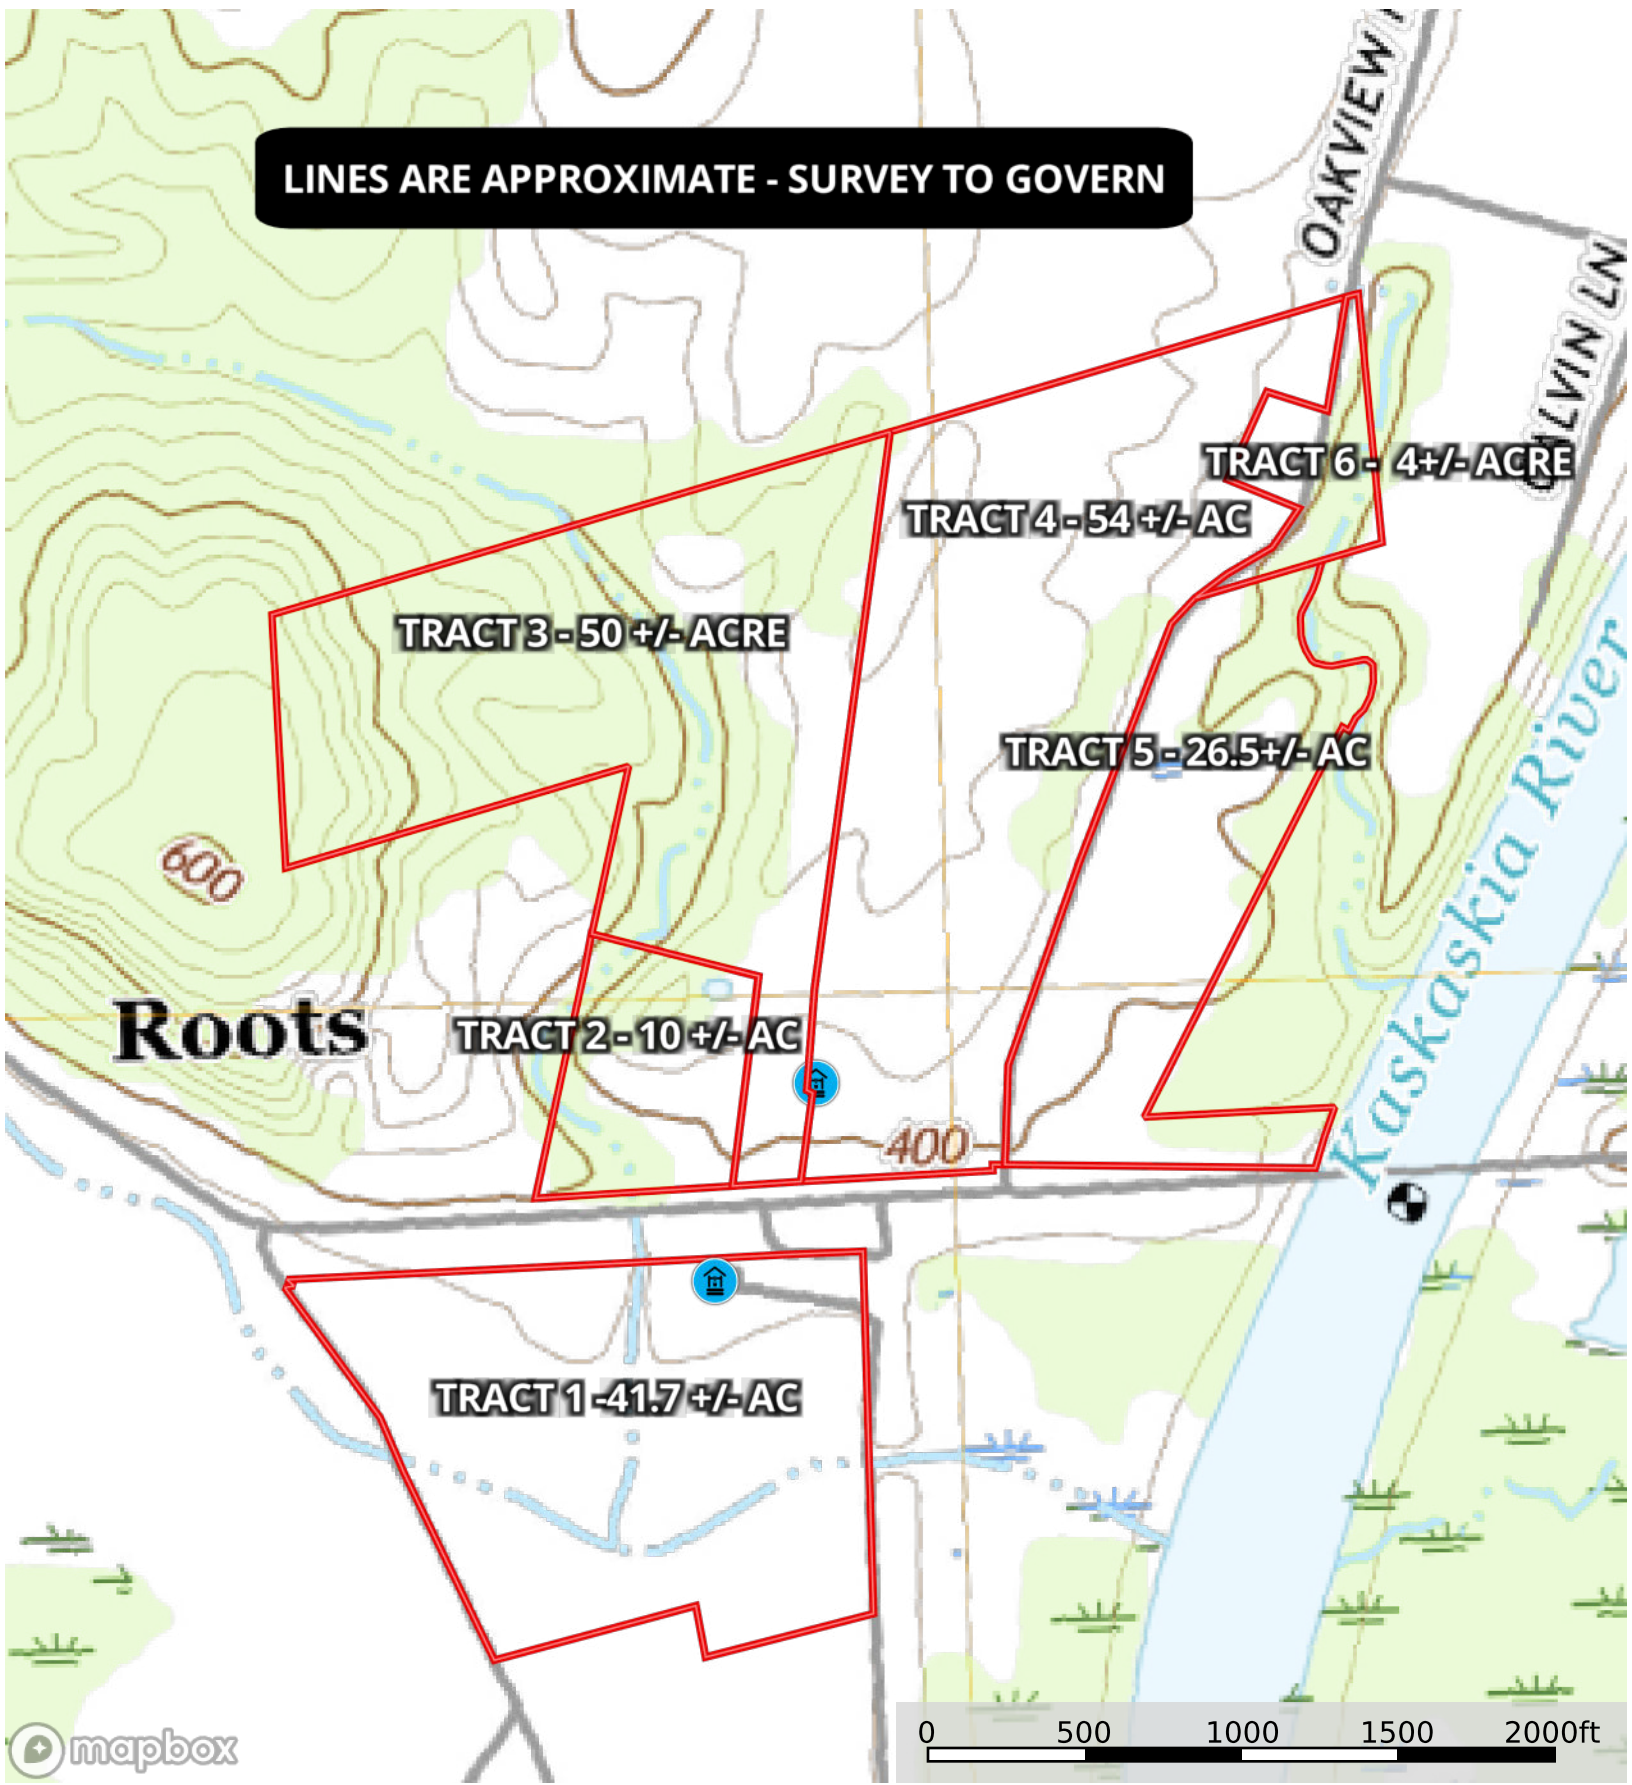 LINES ARE APPROXIMATE - SURVEY TO GOVERN
OAKVIEW
CALVIN LN
TRACT 6 - 4+/- ACRE
TRACT 4 - 54 +/- AC
TRACT 3 - 50 +/- ACRE
TRACT 5 - 26.5+/- AC
Kaskaskia River
600
Roots
TRACT 2 - 10 +/- AC
400
TRACT 1 -41.7 +/- AC
mapbox
0 500 1000 1500 2000ft